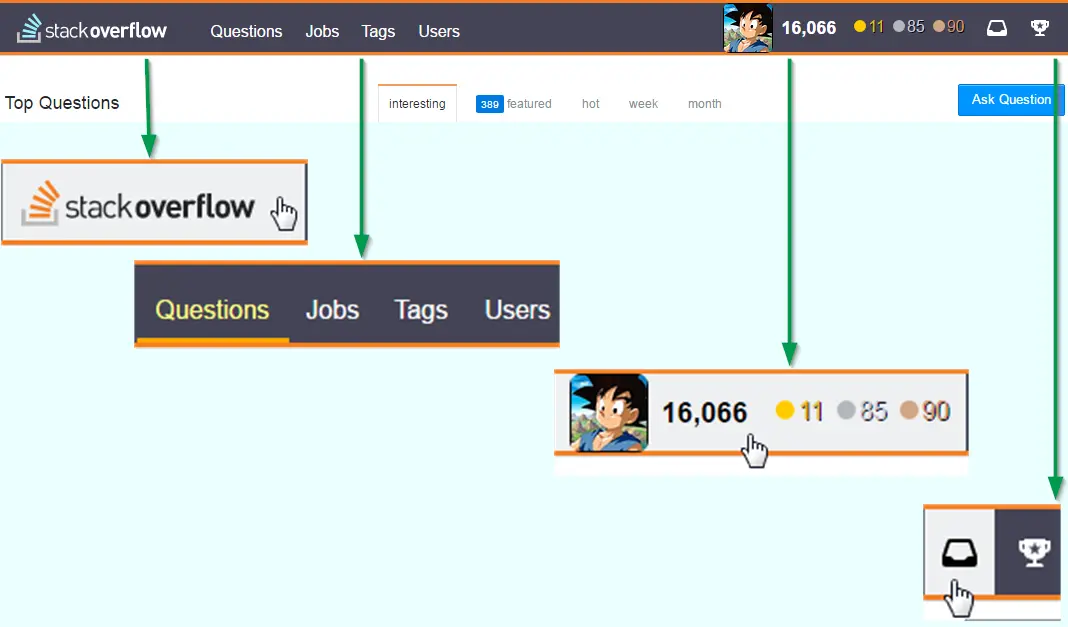 stackoverflow Questions Jobs Tags Users 16,066 11 85 90
Top Questions interesting 389 featured hot week month Ask Question
stackoverflow
Questions Jobs Tags Users
16,066 11 85 90